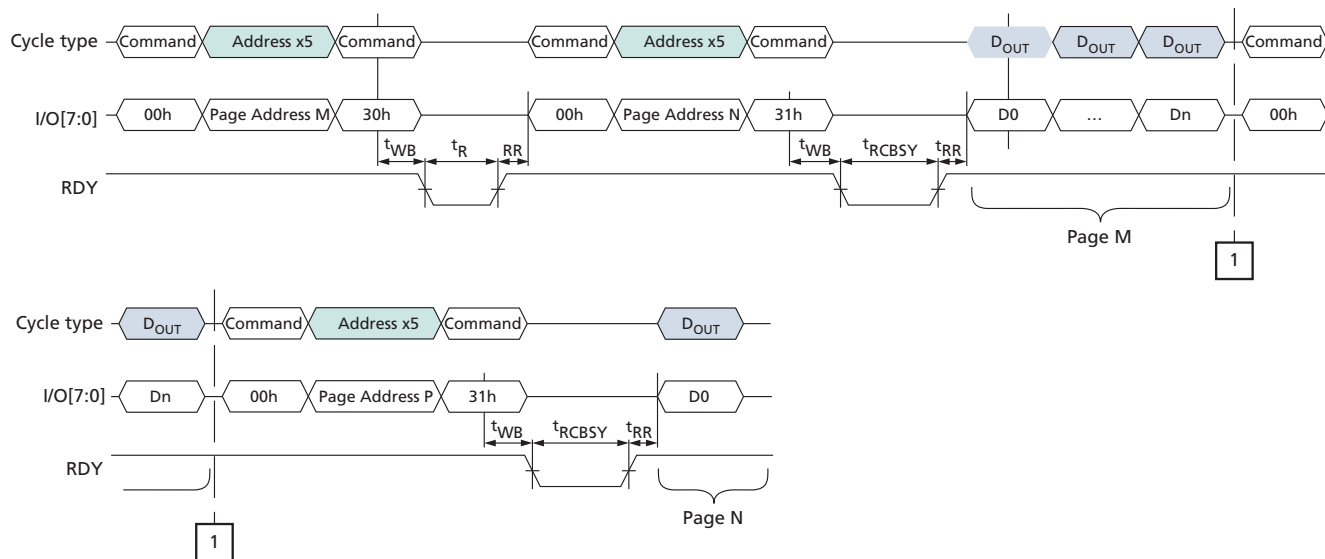 Cycle type Command Address x5 Command Command Address x5 Command DOUT DOUT DOUT Command
I/O[7:0] 00h Page Address M 30h 00h Page Address N 31h D0 ... Dn 00h
tWB tR RR tWB tRCBSY tRR
RDY
Page M
1
Cycle type DOUT Command Address x5 Command DOUT
I/O[7:0] Dn 00h Page Address P 31h D0
tWB tRCBSY tRR
RDY
Page N
1